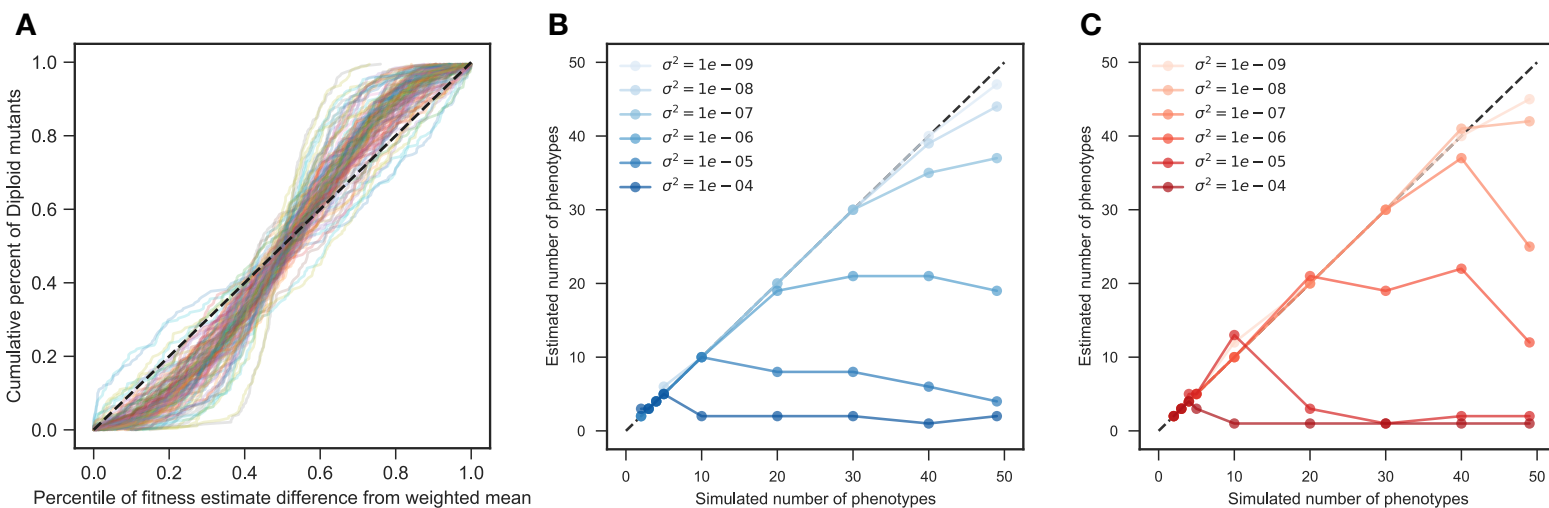 A
Cumulative percent of Diploid mutants
1.0
0.8
0.6
0.4
0.2
0.0
0.0 0.2 0.4 0.6 0.8 1.0
Percentile of fitness estimate difference from weighted mean
B
Estimated number of phenotypes
50
40
30
20
10
0
σ² = 1e − 09
σ² = 1e − 08
σ² = 1e − 07
σ² = 1e − 06
σ² = 1e − 05
σ² = 1e − 04
0 10 20 30 40 50
Simulated number of phenotypes
C
Estimated number of phenotypes
50
40
30
20
10
0
σ² = 1e − 09
σ² = 1e − 08
σ² = 1e − 07
σ² = 1e − 06
σ² = 1e − 05
σ² = 1e − 04
0 10 20 30 40 50
Simulated number of phenotypes